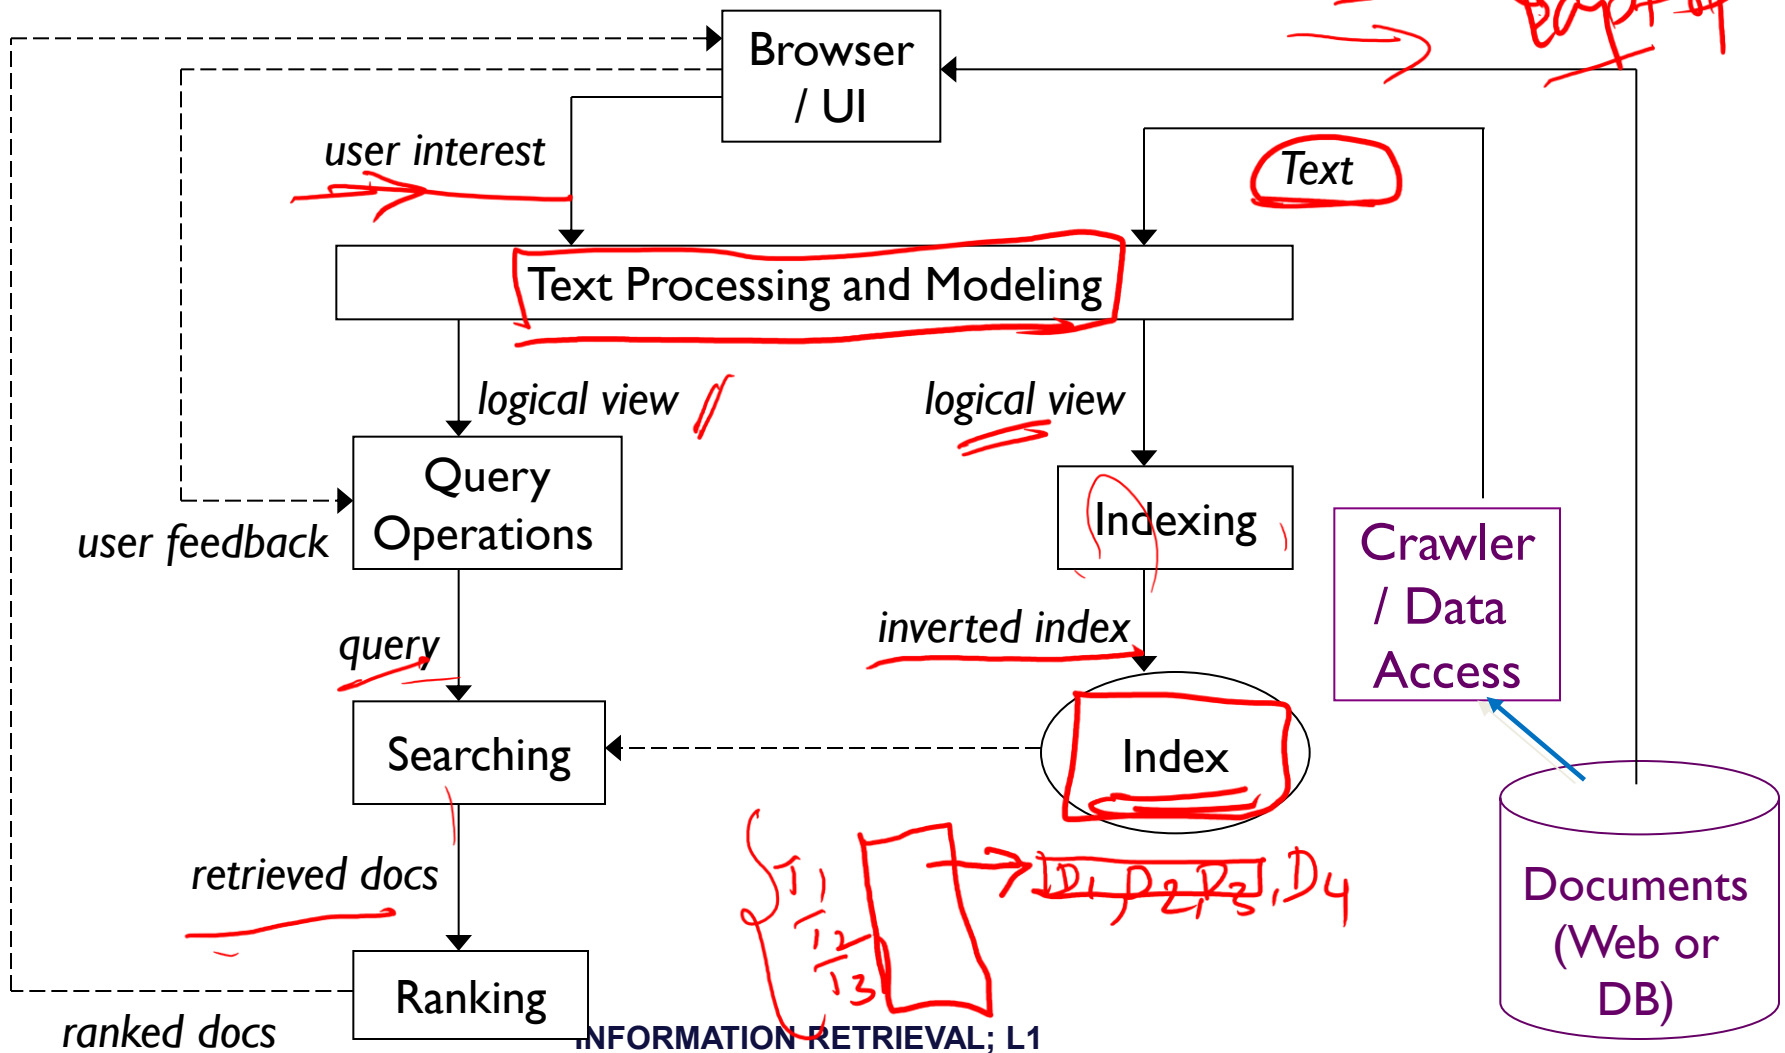 Browser
/ UI
user interest
Text
Text Processing and Modeling
logical view
logical view
Query
Operations
Indexing
user feedback
Crawler
/ Data
Access
query
inverted index
Searching
Index
retrieved docs
T1
T2
T3
D1, D2, D3, D4
Documents
(Web or
DB)
Ranking
ranked docs
INFORMATION RETRIEVAL; L1